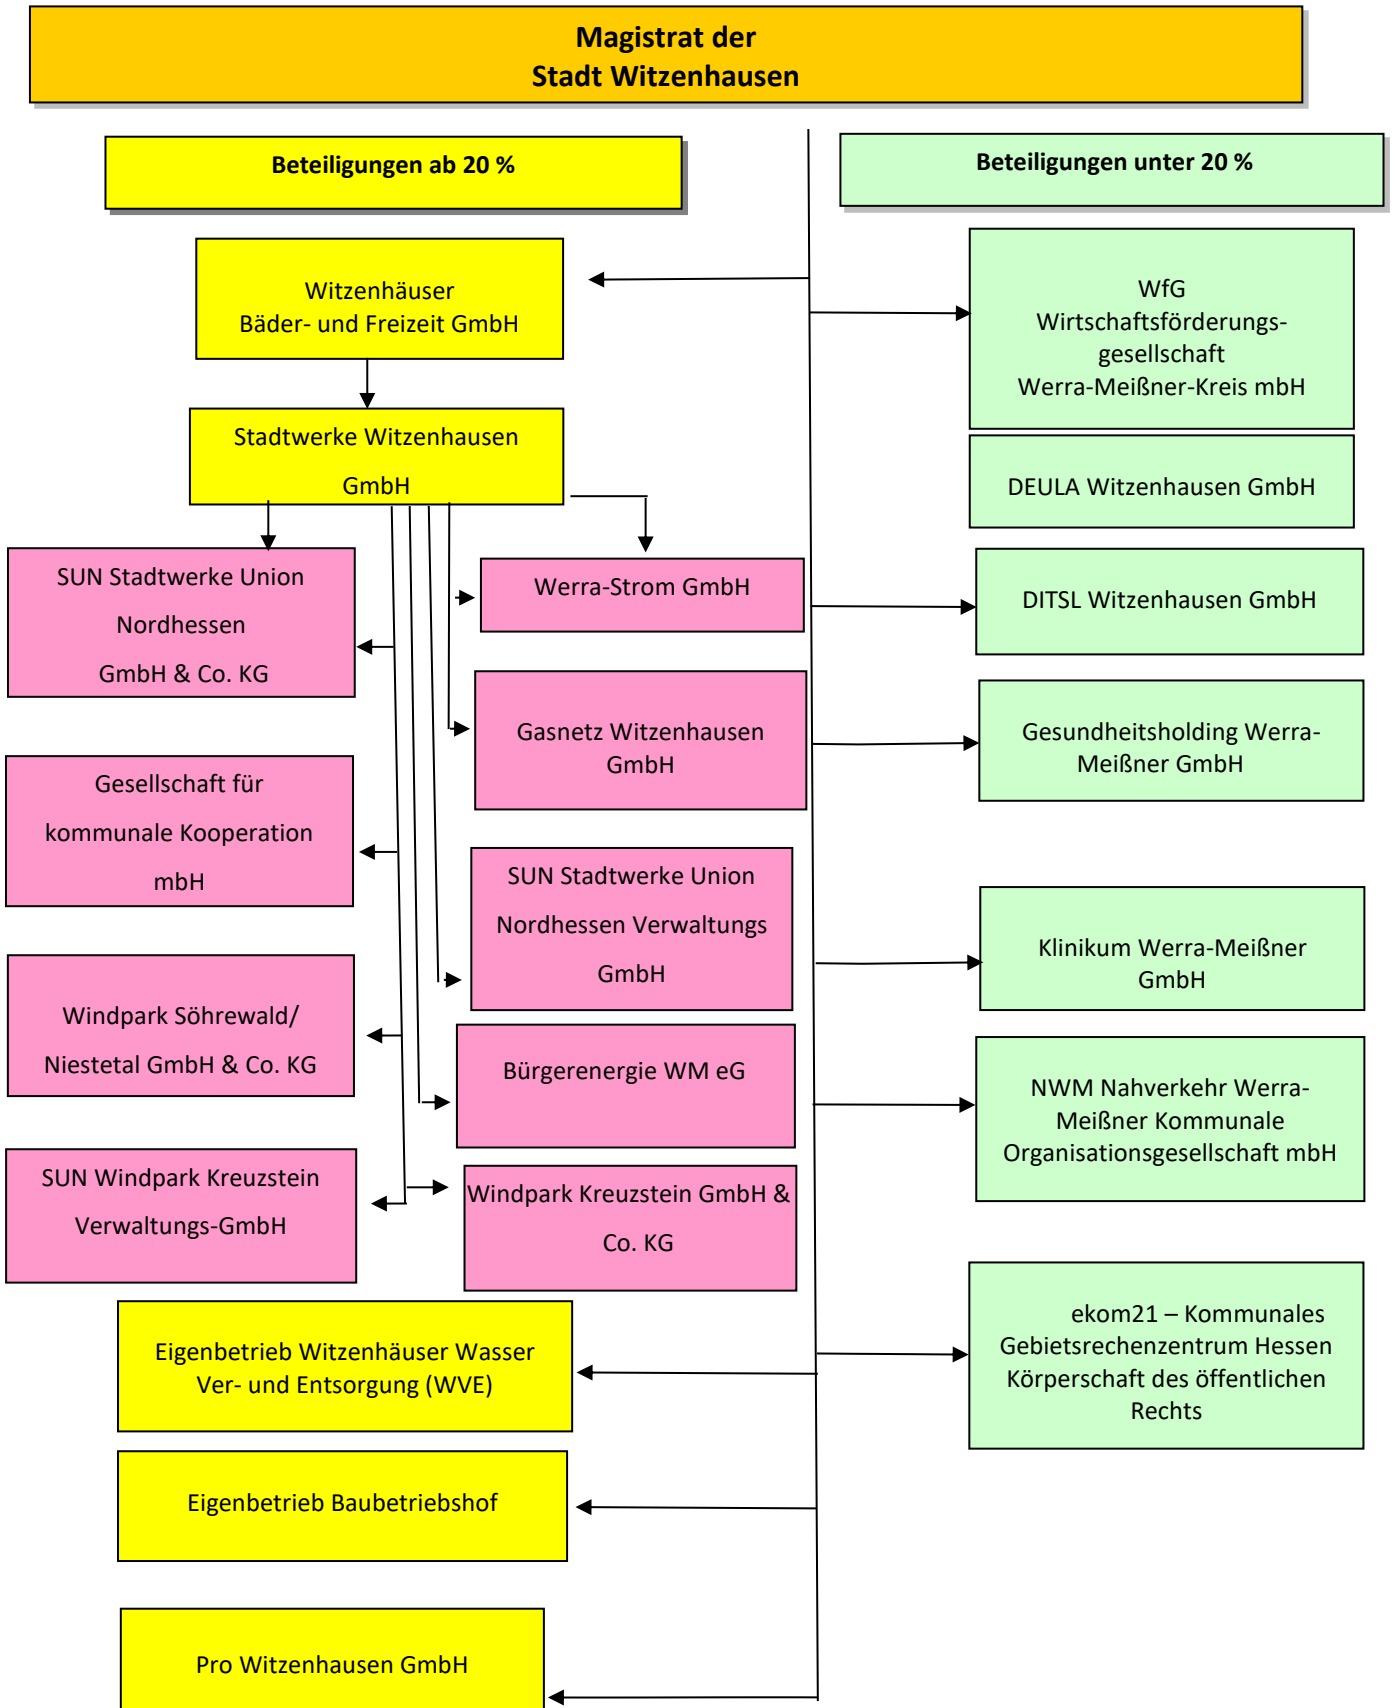 Magistrat der
Stadt Witzenhausen
Beteiligungen ab 20 %
Beteiligungen unter 20 %
Witzenhäuser
Bäder- und Freizeit GmbH
Stadtwerke Witzenhausen
GmbH
SUN Stadtwerke Union
Nordhessen
GmbH & Co. KG
Werra-Strom GmbH
Gasnetz Witzenhausen
GmbH
Gesellschaft für
kommunale Kooperation
mbH
SUN Stadtwerke Union
Nordhessen Verwaltungs
GmbH
Windpark Söhrewald/
Niestetal GmbH & Co. KG
Bürgerenergie WM eG
SUN Windpark Kreuzstein
Verwaltungs-GmbH
Windpark Kreuzstein GmbH &
Co. KG
Eigenbetrieb Witzenhäuser Wasser
Ver- und Entsorgung (WVE)
Eigenbetrieb Baubetriebshof
Pro Witzenhausen GmbH
WfG
Wirtschaftsförderungs-
gesellschaft
Werra-Meißner-Kreis mbH
DEULA Witzenhausen GmbH
DITSL Witzenhausen GmbH
Gesundheitsholding Werra-
Meißner GmbH
Klinikum Werra-Meißner
GmbH
NWM Nahverkehr Werra-
Meißner Kommunale
Organisationsgesellschaft mbH
ekom21 – Kommunales
Gebietsrechenzentrum Hessen
Körperschaft des öffentlichen
Rechts